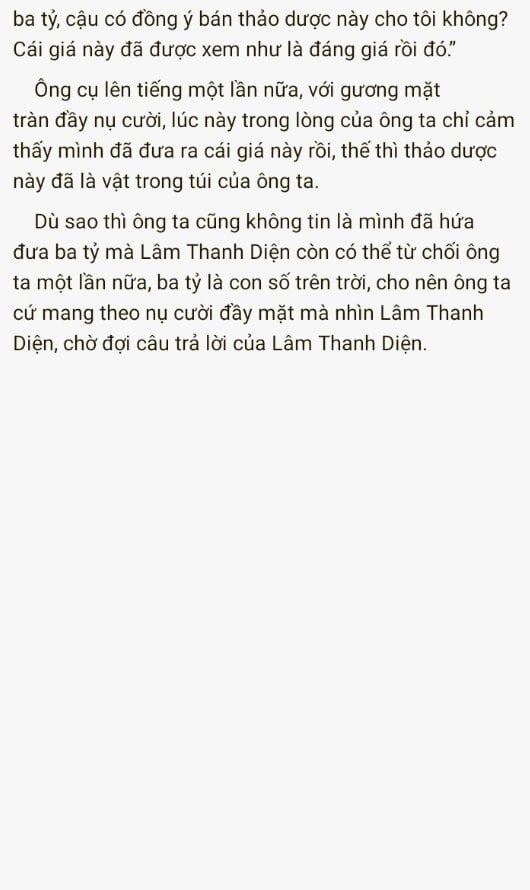 ba tỷ, cậu có đồng ý bán thảo dược này cho tôi không?
Cái giá này đã được xem như là đáng giá rồi đó.”
Ông cụ lên tiếng một lần nữa, với gương mặt
tràn đầy nụ cười, lúc này trong lòng của ông ta chỉ cảm
thấy mình đã đưa ra cái giá này rồi, thế thì thảo dược
này đã là vật trong túi của ông ta.
Dù sao thì ông ta cũng không tin là mình đã hứa
đưa ba tỷ mà Lâm Thanh Diện còn có thể từ chối ông
ta một lần nữa, ba tỷ là con số trên trời, cho nên ông ta
cứ mang theo nụ cười đầy mặt mà nhìn Lâm Thanh
Diện, chờ đợi câu trả lời của Lâm Thanh Diện.